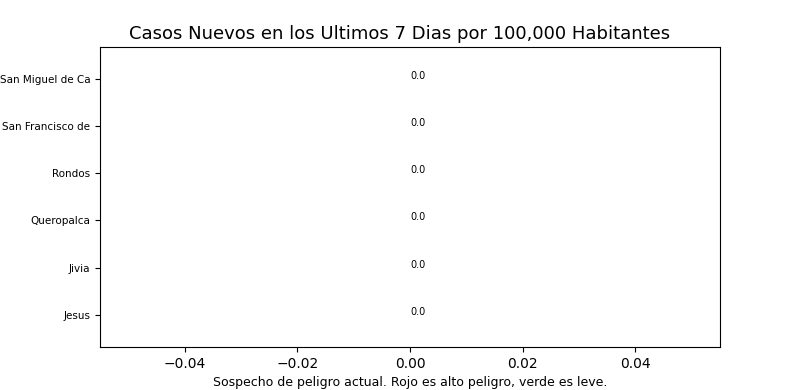 Casos Nuevos en los Ultimos 7 Dias por 100,000 Habitantes
San Miguel de Ca 0.0
San Francisco de 0.0
Rondos 0.0
Queropalca 0.0
Jivia 0.0
Jesus 0.0
−0.04 −0.02 0.00 0.02 0.04
Sospecho de peligro actual. Rojo es alto peligro, verde es leve.